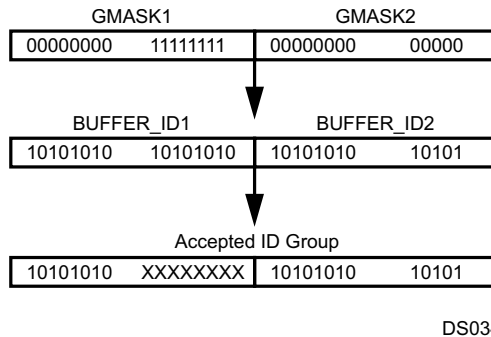 GMASK1 GMASK2
00000000 11111111 00000000 00000
BUFFER_ID1 BUFFER_ID2
10101010 10101010 10101010 10101
Accepted ID Group
10101010 XXXXXXXX 10101010 10101
DS03